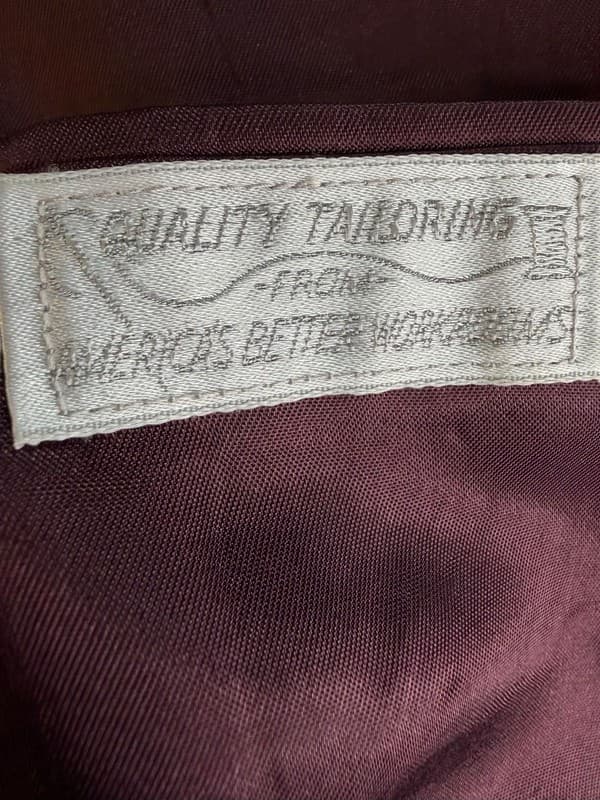 QUALITY TAILORING
-FROM-
AMERICA'S BETTER WORKROOMS